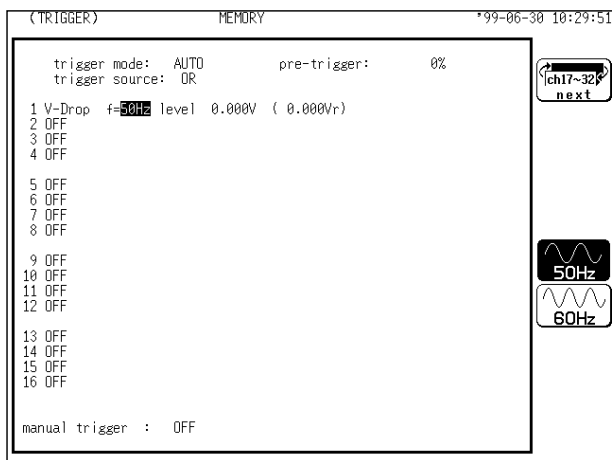 (TRIGGER) MEMORY '99-06-30 10:29:51
trigger mode: AUTO pre-trigger: 0%
trigger source: OR
ch17~32
next
1 V-Drop f=50Hz level 0.000V ( 0.000Vr)
2 OFF
3 OFF
4 OFF
5 OFF
6 OFF
7 OFF
8 OFF
9 OFF
10 OFF
11 OFF
12 OFF
50Hz
60Hz
13 OFF
14 OFF
15 OFF
16 OFF
manual trigger : OFF